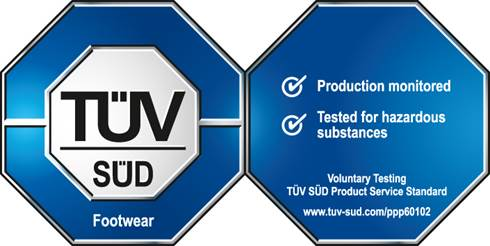 TÜV
SÜD
Footwear
Production monitored
Tested for hazardous
substances
Voluntary Testing
TÜV SÜD Product Service Standard
www.tuv-sud.com/ppp60102